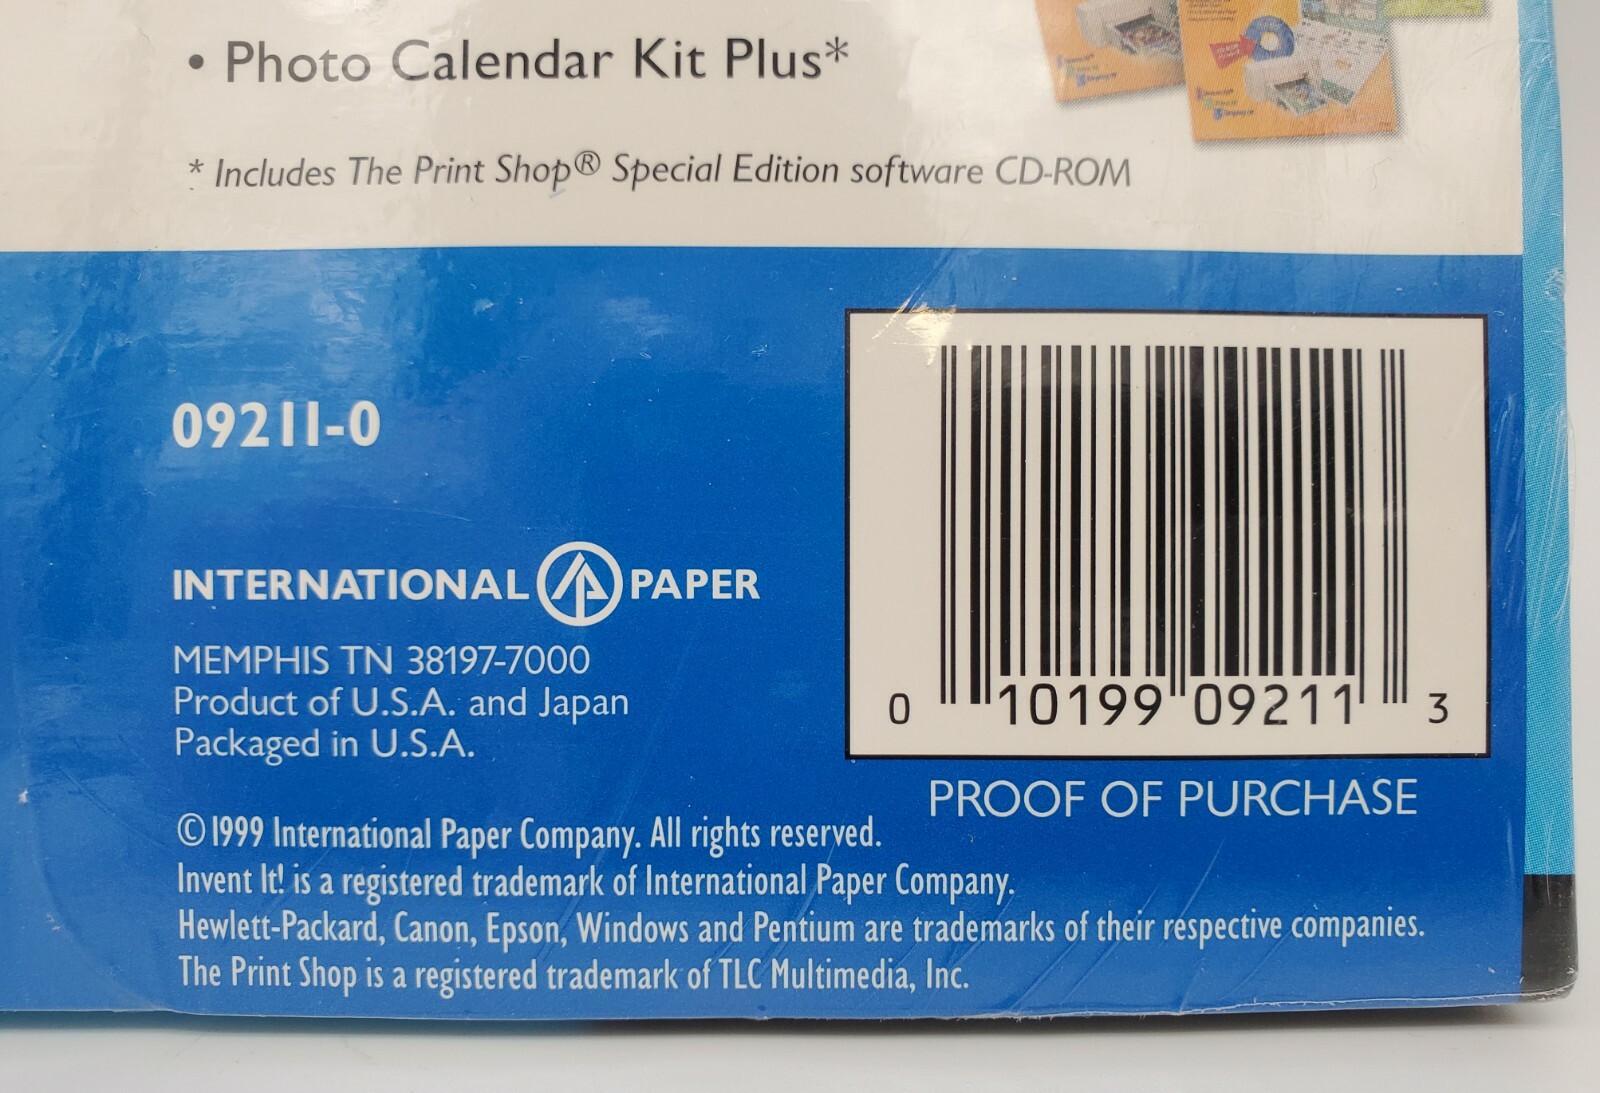 • Photo Calendar Kit Plus*
* Includes The Print Shop® Special Edition software CD-ROM
09211-0
INTERNATIONAL PAPER
MEMPHIS TN 38197-7000
Product of U.S.A. and Japan
Packaged in U.S.A.
0 10199 09211 3
PROOF OF PURCHASE
©1999 International Paper Company. All rights reserved.
Invent It! is a registered trademark of International Paper Company.
Hewlett-Packard, Canon, Epson, Windows and Pentium are trademarks of their respective companies.
The Print Shop is a registered trademark of TLC Multimedia, Inc.